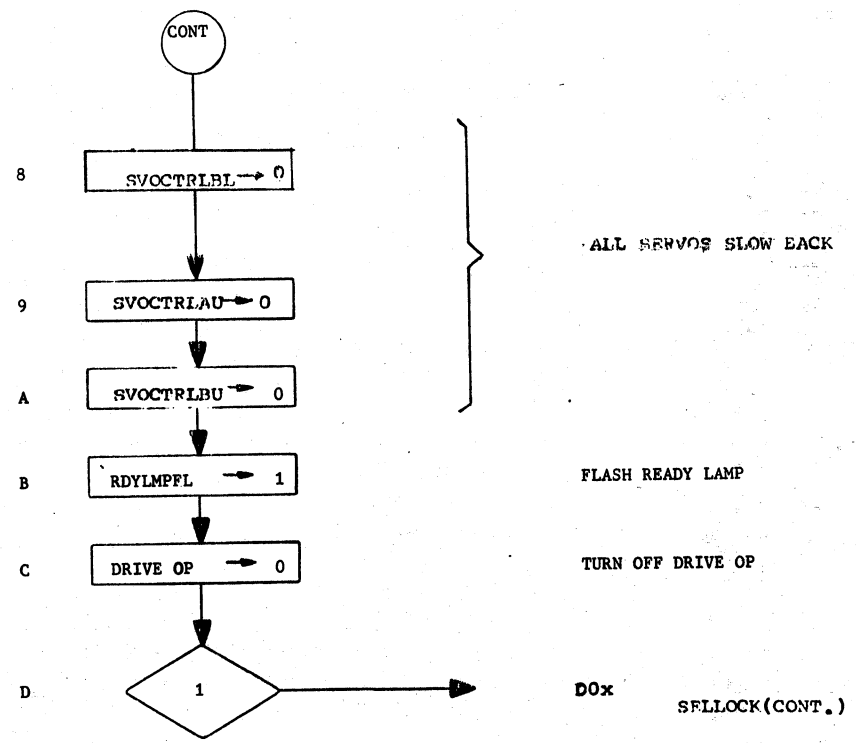 CONT
8 SVOCTRLBL → 0
ALL SERVOS SLOW BACK
9 SVOCTRLAU → 0
A SVOCTRLBU → 0
B RDYLMPFL → 1 FLASH READY LAMP
C DRIVE OP → 0 TURN OFF DRIVE OP
D 1 D0x
SELLOCK(CONT.)